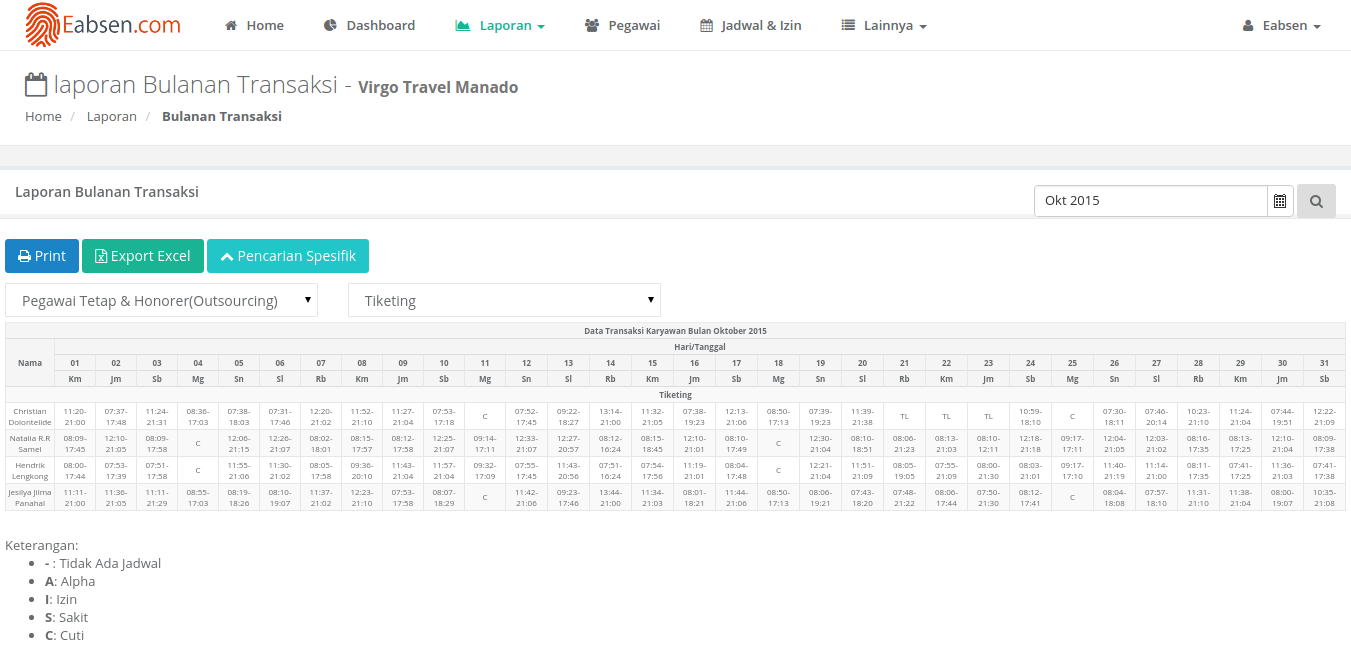 Eabsen.com Home Dashboard Laporan Pegawai Jadwal & Izin Lainnya Eabsen
laporan Bulanan Transaksi - Virgo Travel Manado
Home / Laporan / Bulanan Transaksi
Laporan Bulanan Transaksi
Okt 2015
Print Export Excel Pencarian Spesifik
Pegawai Tetap & Honorer(Outsourcing) Tiketing
Data Transaksi Karyawan Bulan Oktober 2015
Nama Hari/Tanggal
01 02 03 04 05 06 07 08 09 10 11 12 13 14 15 16 17 18 19 20 21 22 23 24 25 26 27 28 29 30 31
Km Jm Sb Mg Sn Sl Rb Km Jm Sb Mg Sn Sl Rb Km Jm Sb Mg Sn Sl Rb Km Jm Sb Mg Sn Sl Rb Km Jm Sb
Tiketing
Christian Dolontelide 11:20-21:00 07:37-17:48 11:24-21:31 08:36-17:03 07:38-18:03 07:31-17:46 12:20-21:02 11:52-21:10 11:27-21:04 07:53-17:18 C 07:52-17:45 09:22-18:27 13:14-21:00 11:32-21:05 07:38-19:23 12:13-21:06 08:50-17:13 07:39-19:23 11:39-21:38 TL TL TL 10:59-18:10 C 07:30-18:11 07:46-20:14 10:23-21:10 11:24-21:04 07:44-19:51 12:22-21:09
Natalia R.R Samel 08:09-17:45 12:10-21:05 08:09-17:58 C 12:06-21:15 12:26-21:07 08:02-18:01 08:15-17:57 08:12-17:58 12:25-21:07 09:14-17:11 12:33-21:07 12:27-20:57 08:12-16:24 08:15-18:45 12:10-21:01 08:10-17:49 C 12:30-21:04 08:10-18:51 08:06-21:23 08:13-21:03 08:10-12:11 12:18-21:18 09:17-17:11 12:04-21:05 12:03-21:02 08:16-17:35 08:13-17:25 12:10-21:04 08:09-17:38
Hendrik Lengkong 08:00-17:44 07:53-17:39 07:51-17:58 C 11:55-21:06 11:30-21:02 08:05-17:58 09:36-20:10 11:43-21:04 11:57-21:04 09:32-17:09 07:55-17:45 11:43-20:56 07:51-16:24 07:54-17:56 11:19-21:01 08:04-17:48 C 12:21-21:04 11:51-21:09 08:05-19:05 07:55-21:09 08:00-21:30 08:03-21:01 09:17-17:10 11:40-21:19 11:14-21:00 08:11-17:35 07:41-17:25 11:36-21:03 07:41-17:38
Jesilya Jiima Panahal 11:11-21:00 11:36-21:05 11:11-21:29 08:55-17:03 08:19-18:26 08:10-19:07 11:37-21:02 12:23-21:10 07:53-17:58 08:07-18:29 C 11:42-21:06 09:23-17:46 13:44-21:00 11:34-21:03 08:01-18:21 11:44-21:06 08:50-17:13 08:06-19:21 07:43-18:20 07:48-21:22 08:06-17:44 07:50-21:30 08:12-17:41 C 08:04-18:08 07:57-18:10 11:31-21:10 11:38-21:04 08:00-19:07 10:35-21:08
Keterangan:
- : Tidak Ada Jadwal
A: Alpha
I: Izin
S: Sakit
C: Cuti